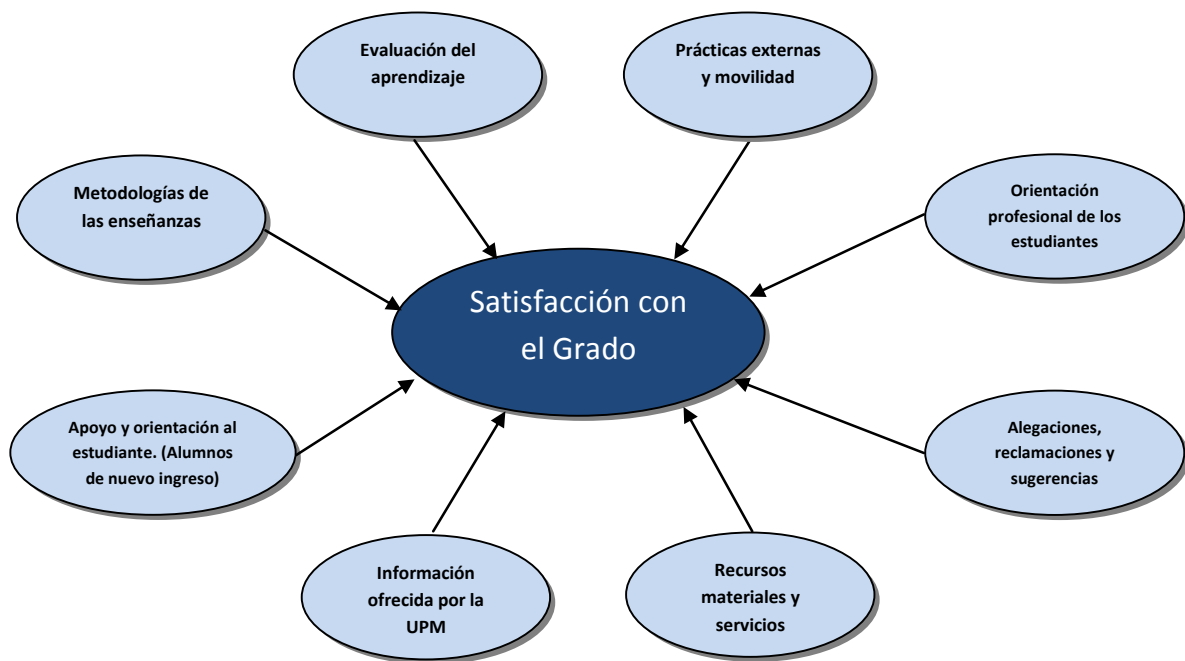 Evaluación del
aprendizaje
Prácticas externas
y movilidad
Metodologías de
las enseñanzas
Orientación
profesional de los
estudiantes
Satisfacción con
el Grado
Apoyo y orientación al
estudiante. (Alumnos
de nuevo ingreso)
Alegaciones,
reclamaciones y
sugerencias
Información
ofrecida por la
UPM
Recursos
materiales y
servicios